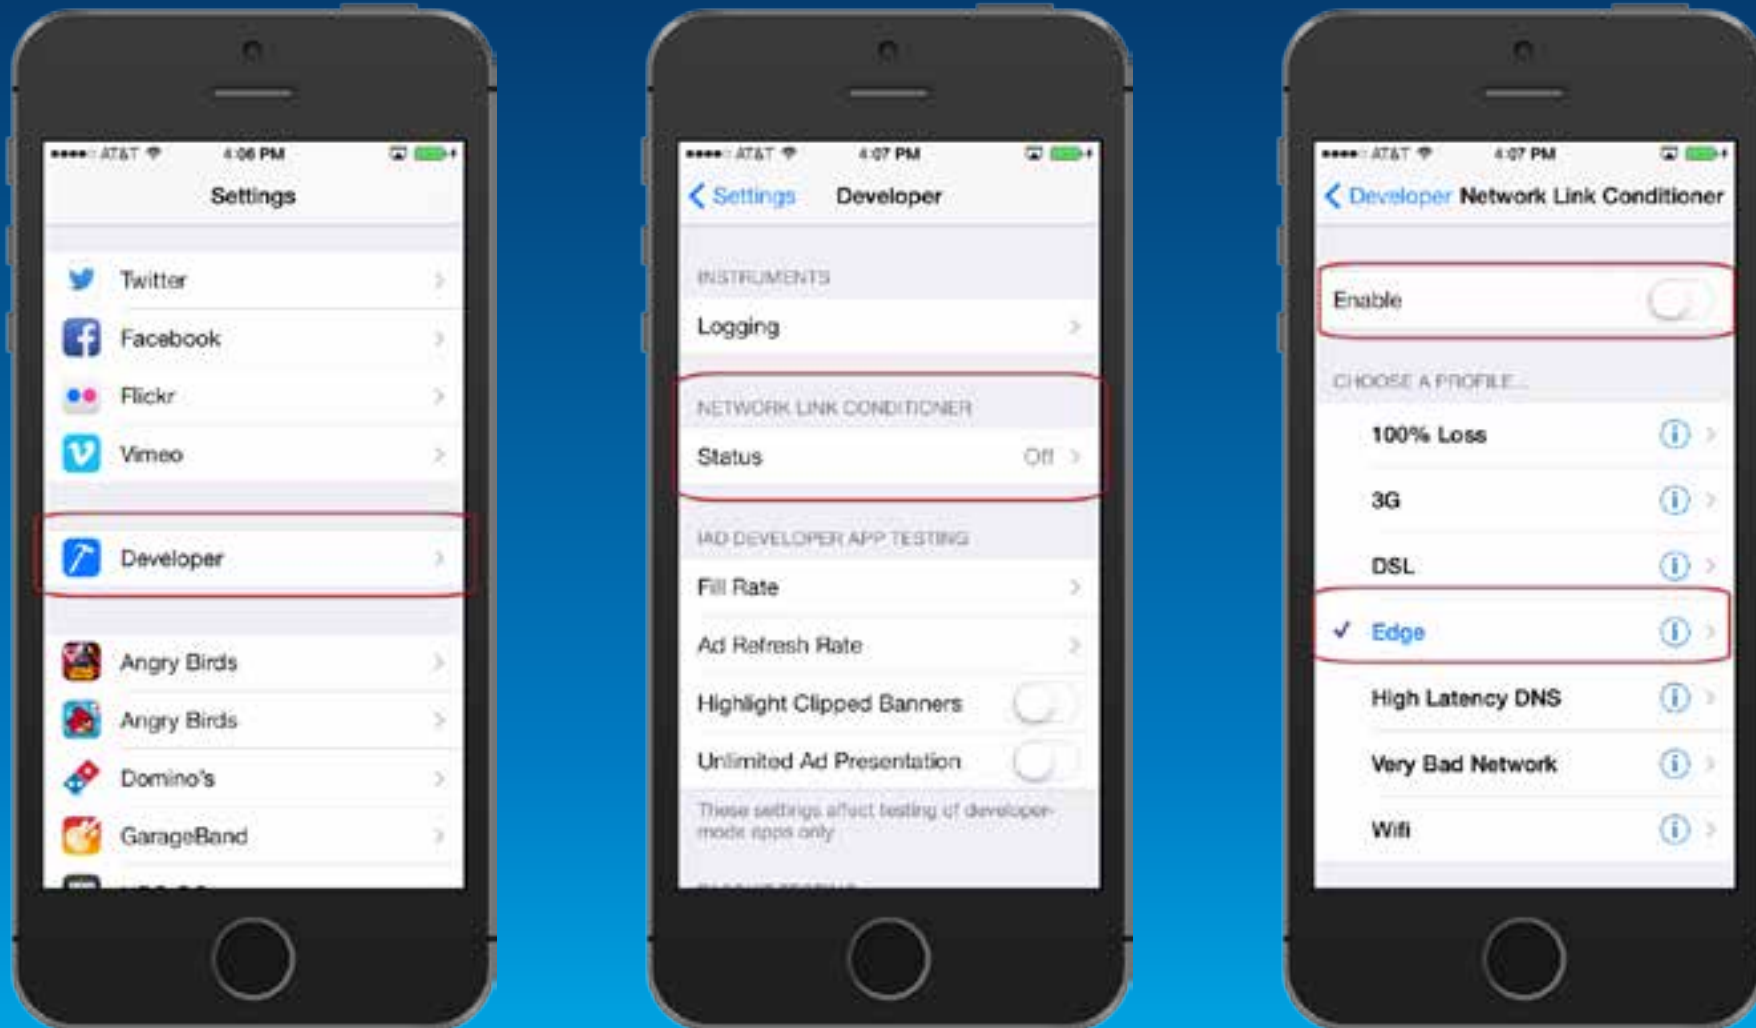 AT&T 4:06 PM
Settings
Twitter
Facebook
Flickr
Vimeo
Developer
Angry Birds
Angry Birds
Domino's
GarageBand
AT&T 4:07 PM
Settings Developer
INSTRUMENTS
Logging
NETWORK LINK CONDITIONER
Status Off
IAD DEVELOPER APP TESTING
Fill Rate
Ad Refresh Rate
Highlight Clipped Banners
Unlimited Ad Presentation
These settings affect testing of developer-
mode apps only
AT&T 4:07 PM
Developer Network Link Conditioner
Enable
CHOOSE A PROFILE...
100% Loss
3G
DSL
Edge
High Latency DNS
Very Bad Network
Wifi